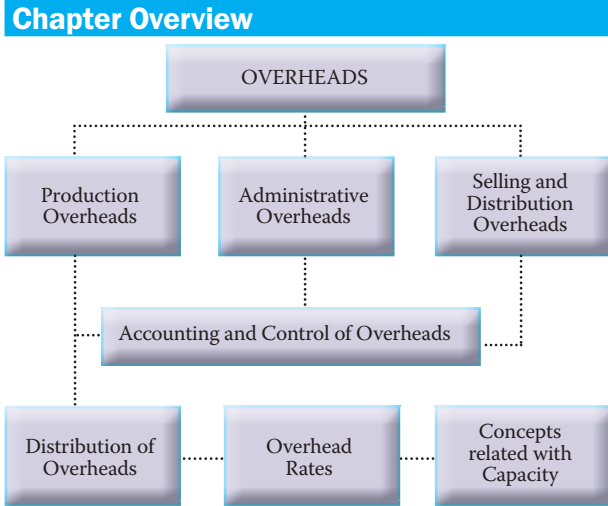 Chapter Overview
OVERHEADS
Production
Overheads
Administrative
Overheads
Selling and
Distribution
Overheads
Accounting and Control of Overheads
Distribution of
Overheads
Overhead
Rates
Concepts
related with
Capacity